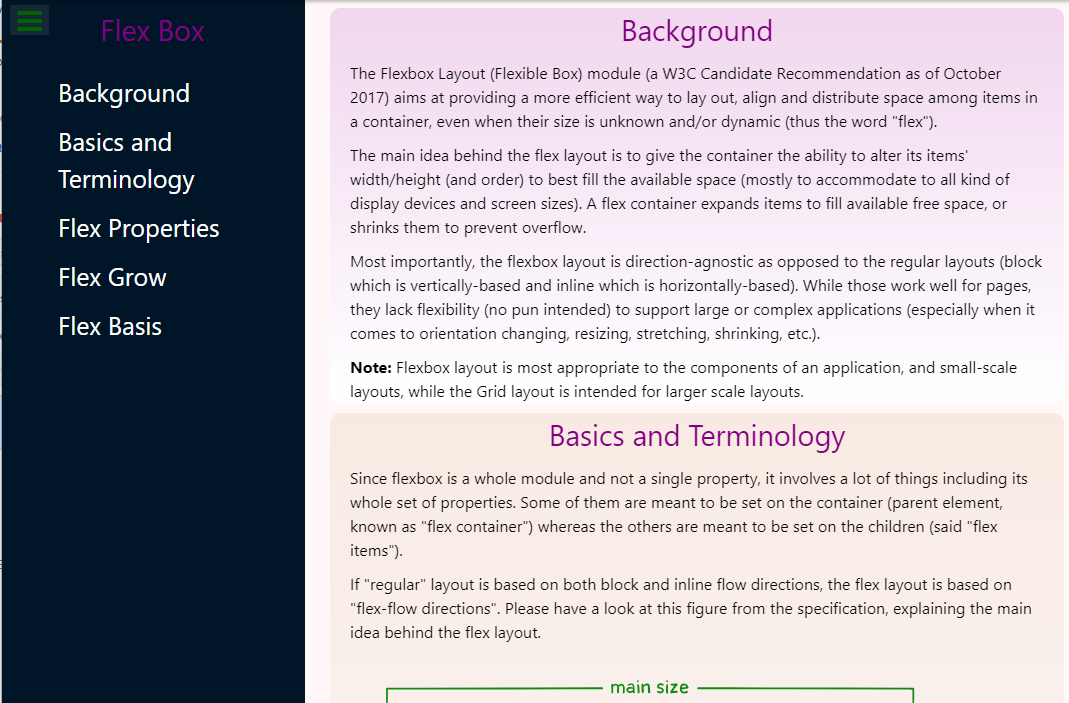 Flex Box
Background
Basics and
Terminology
Flex Properties
Flex Grow
Flex Basis
Background
The Flexbox Layout (Flexible Box) module (a W3C Candidate Recommendation as of October
2017) aims at providing a more efficient way to lay out, align and distribute space among items in
a container, even when their size is unknown and/or dynamic (thus the word "flex").
The main idea behind the flex layout is to give the container the ability to alter its items'
width/height (and order) to best fill the available space (mostly to accommodate to all kind of
display devices and screen sizes). A flex container expands items to fill available free space, or
shrinks them to prevent overflow.
Most importantly, the flexbox layout is direction-agnostic as opposed to the regular layouts (block
which is vertically-based and inline which is horizontally-based). While those work well for pages,
they lack flexibility (no pun intended) to support large or complex applications (especially when it
comes to orientation changing, resizing, stretching, shrinking, etc.).
Note: Flexbox layout is most appropriate to the components of an application, and small-scale
layouts, while the Grid layout is intended for larger scale layouts.
Basics and Terminology
Since flexbox is a whole module and not a single property, it involves a lot of things including its
whole set of properties. Some of them are meant to be set on the container (parent element,
known as "flex container") whereas the others are meant to be set on the children (said "flex
items").
If "regular" layout is based on both block and inline flow directions, the flex layout is based on
"flex-flow directions". Please have a look at this figure from the specification, explaining the main
idea behind the flex layout.
main size